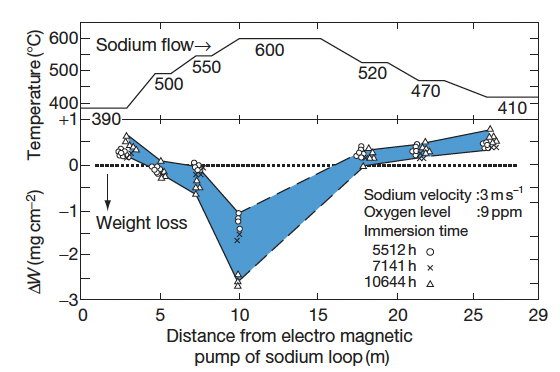 Temperature (°C)
600
500
400
Sodium flow→
390
500
550
600
520
470
410
ΔW (mg cm−2)
+1
0
−1
−2
−3
Weight loss
Sodium velocity :3 m s−1
Oxygen level :9 ppm
Immersion time
5512 h ○
7141 h ×
10644 h △
0 5 10 15 20 25 29
Distance from electro magnetic
pump of sodium loop (m)